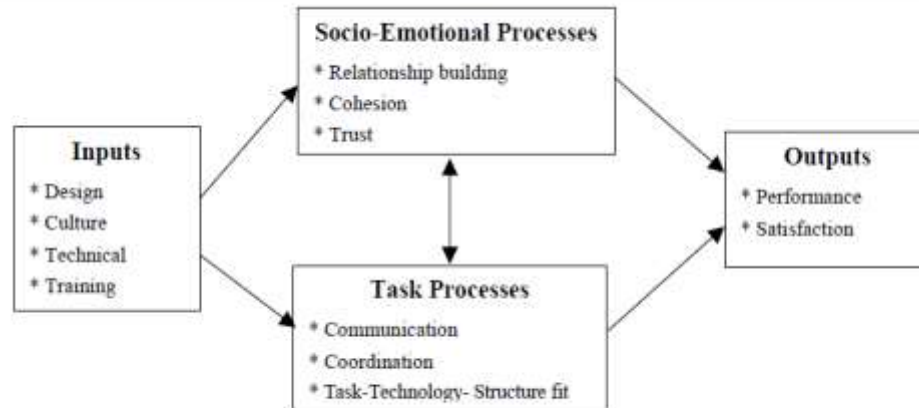 Socio-Emotional Processes
* Relationship building
* Cohesion
* Trust
Inputs
* Design
* Culture
* Technical
* Training
Outputs
* Performance
* Satisfaction
Task Processes
* Communication
* Coordination
* Task-Technology- Structure fit